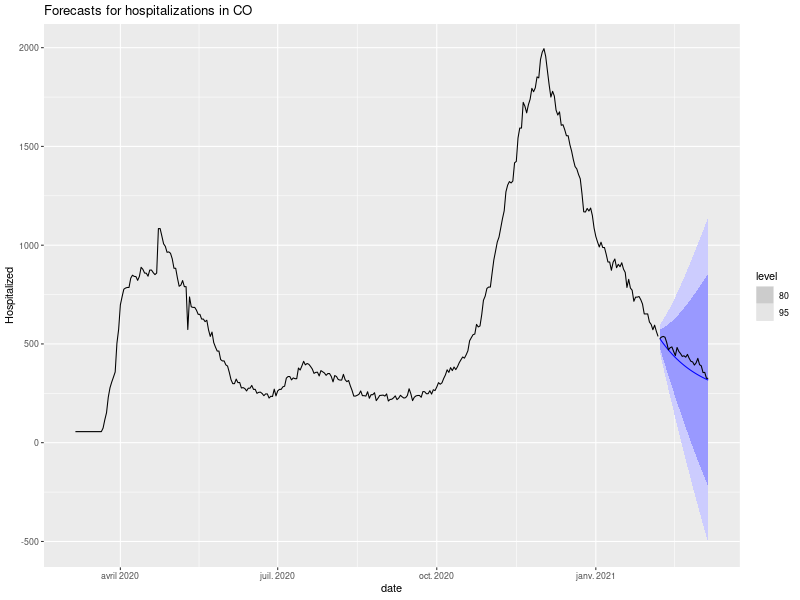 Forecasts for hospitalizations in CO
Hospitalized
2000
1500
1000
500
0
-500
avril 2020
juil. 2020
oct. 2020
janv. 2021
date
level
80
95